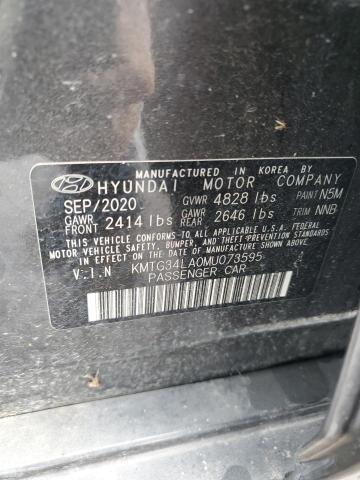 MANUFACTURED IN KOREA BY
HYUNDAI MOTOR COMPANY
SEP/2020 GVWR 4828 lbs PAINT N5M
GAWR FRONT 2414 lbs GAWR REAR 2646 lbs TRIM NNB
THIS VEHICLE CONFORMS TO ALL APPLICABLE U.S. FEDERAL
MOTOR VEHICLE SAFETY, BUMPER, AND THEFT PREVENTION
STANDARDS IN EFFECT ON THE DATE OF MANUFACTURE SHOWN ABOVE.
V.I.N KMTG34LA0MU073595
PASSENGER CAR